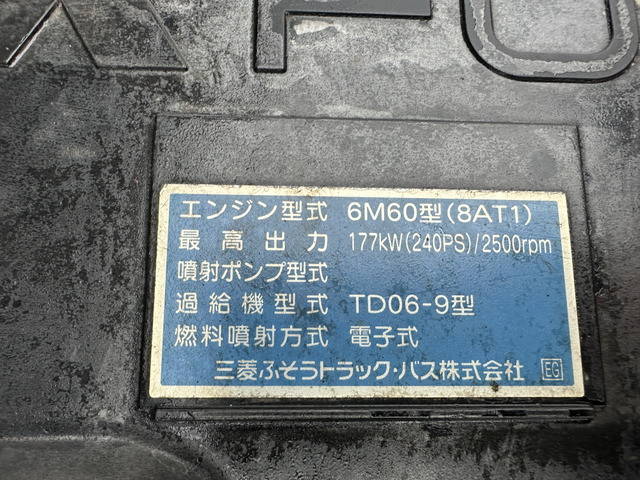 FU
エンジン型式 6M60型(8AT1)
最高出力 177kW(240PS)/2500rpm
噴射ポンプ型式
過給機型式 TD06-9型
燃料噴射方式 電子式
三菱ふそうトラック・バス株式会社 EG